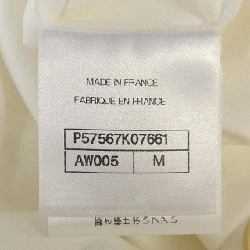 MADE IN FRANCE
FABRIQUE EN FRANCE
P57567K07661
AW005 M